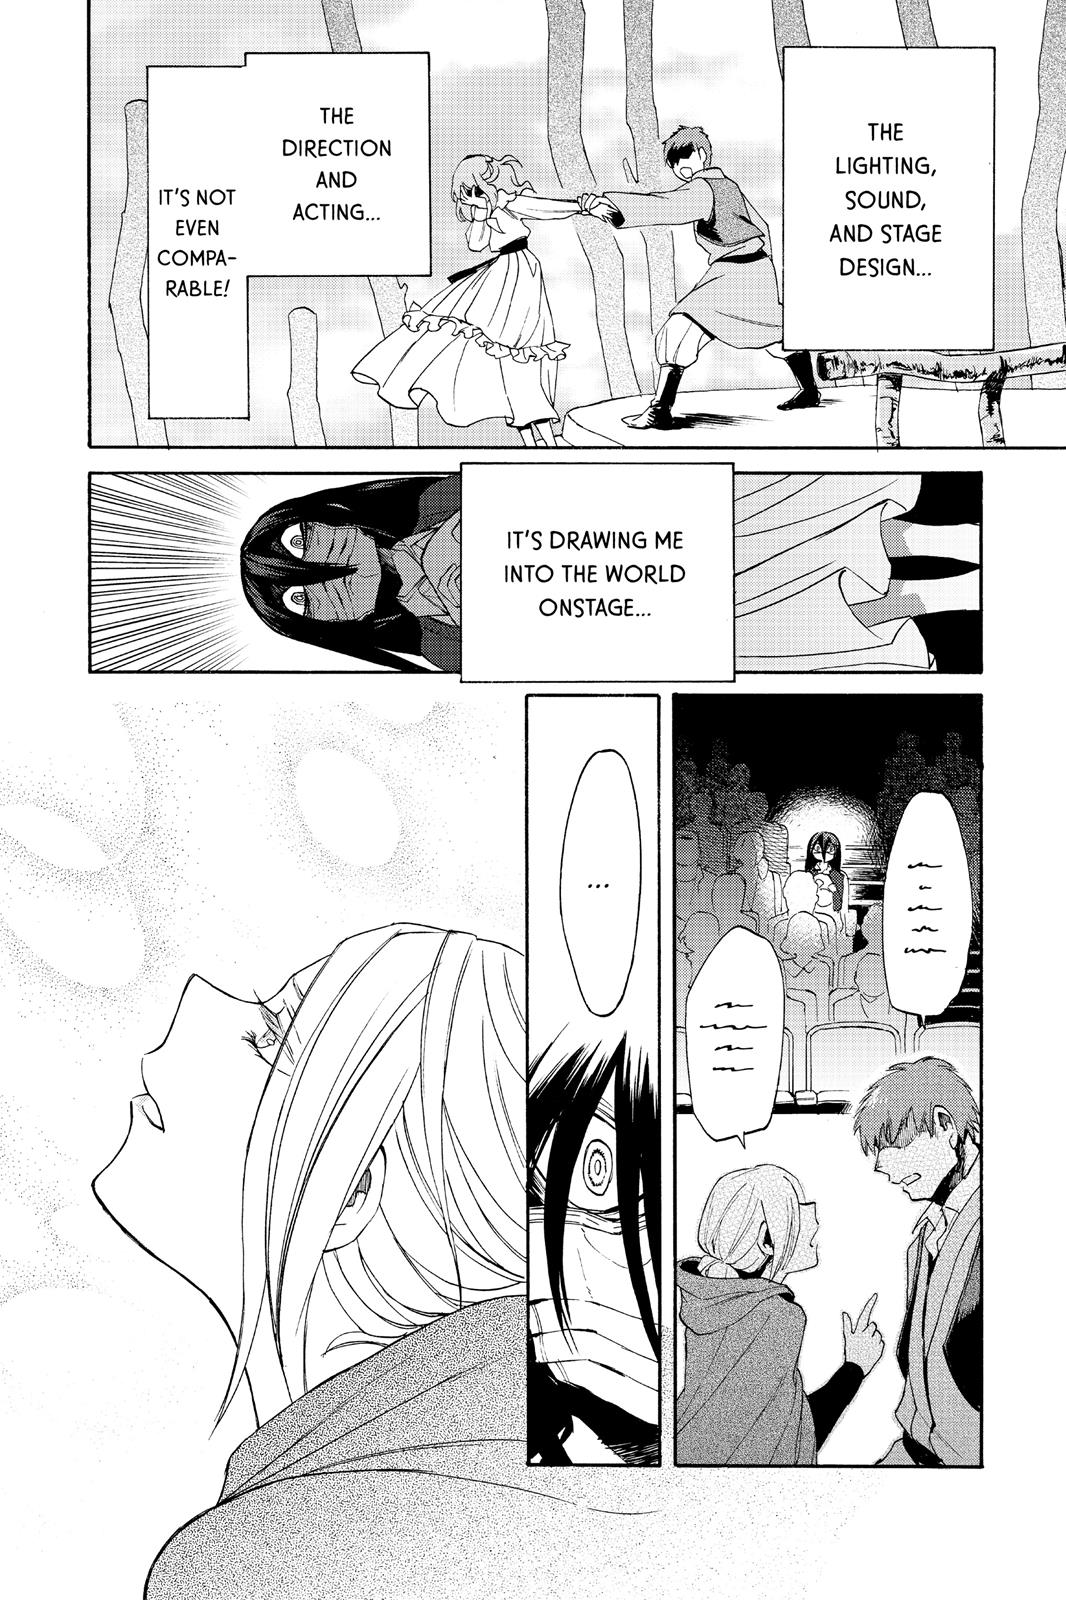 THE
LIGHTING,
SOUND,
AND STAGE
DESIGN...
THE
DIRECTION
AND
ACTING...
IT'S NOT
EVEN
COMPA-
RABLE!
IT'S DRAWING ME
INTO THE WORLD
ONSTAGE...
...